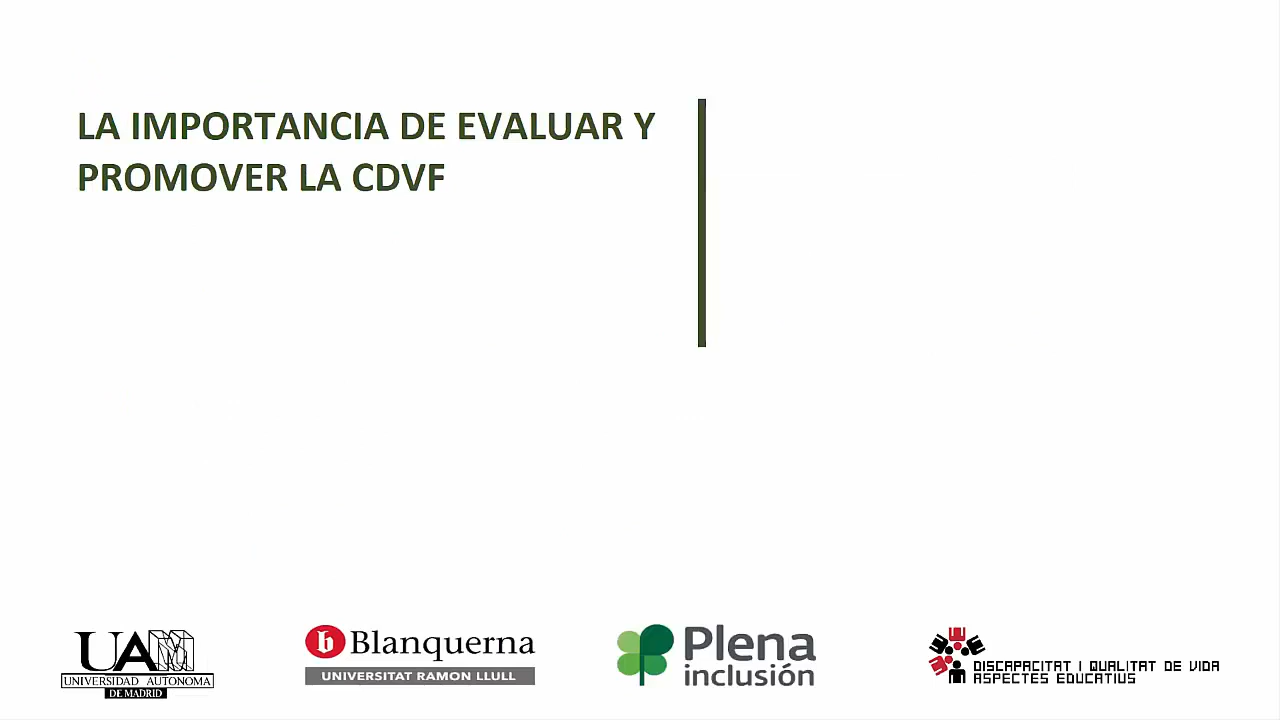 LA IMPORTANCIA DE EVALUAR Y
PROMOVER LA CDVF
UAM
UNIVERSIDAD AUTONOMA
DE MADRID
b Blanquerna
UNIVERSITAT RAMON LLULL
Plena
inclusión
DISCAPACITAT I QUALITAT DE VIDA
ASPECTES EDUCATIUS